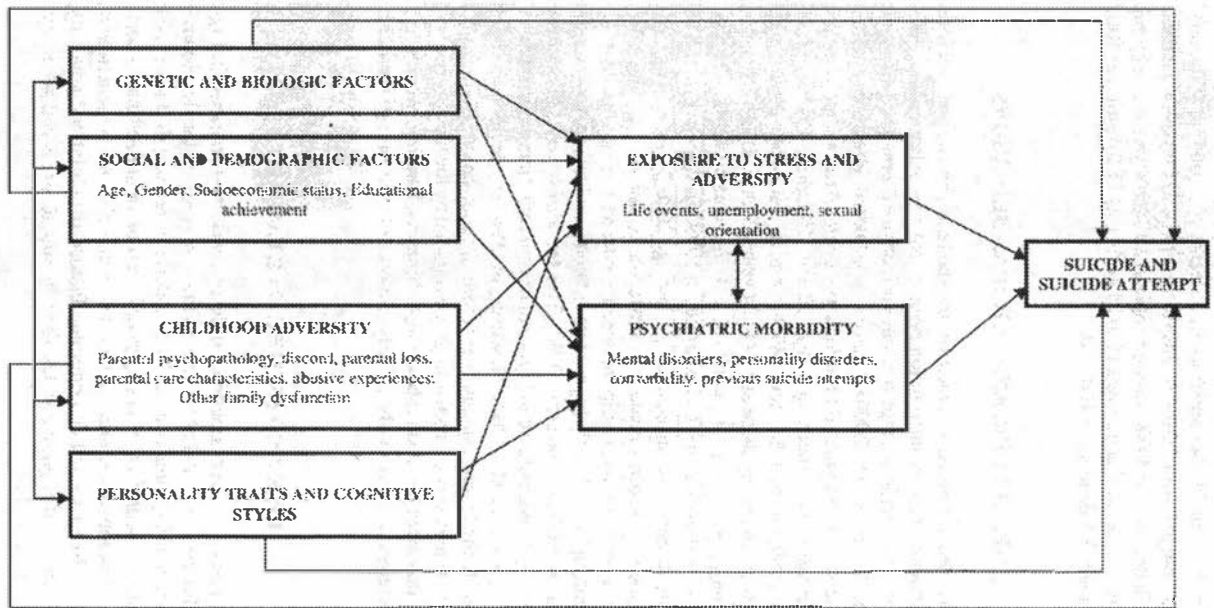 GENETIC AND BIOLOGIC FACTORS
SOCIAL AND DEMOGRAPHIC FACTORS
Age, Gender, Socioeconomic status, Educational
achievement
CHILDHOOD ADVERSITY
Parental psychopathology, discord, parental loss,
parental care characteristics, abusive experiences;
Other family dysfunction
PERSONALITY TRAITS AND COGNITIVE
STYLES
EXPOSURE TO STRESS AND
ADVERSITY
Life events, unemployment, sexual
orientation
PSYCHIATRIC MORBIDITY
Mental disorders, personality disorders,
comorbidity, previous suicide attempts
SUICIDE AND
SUICIDE ATTEMPT